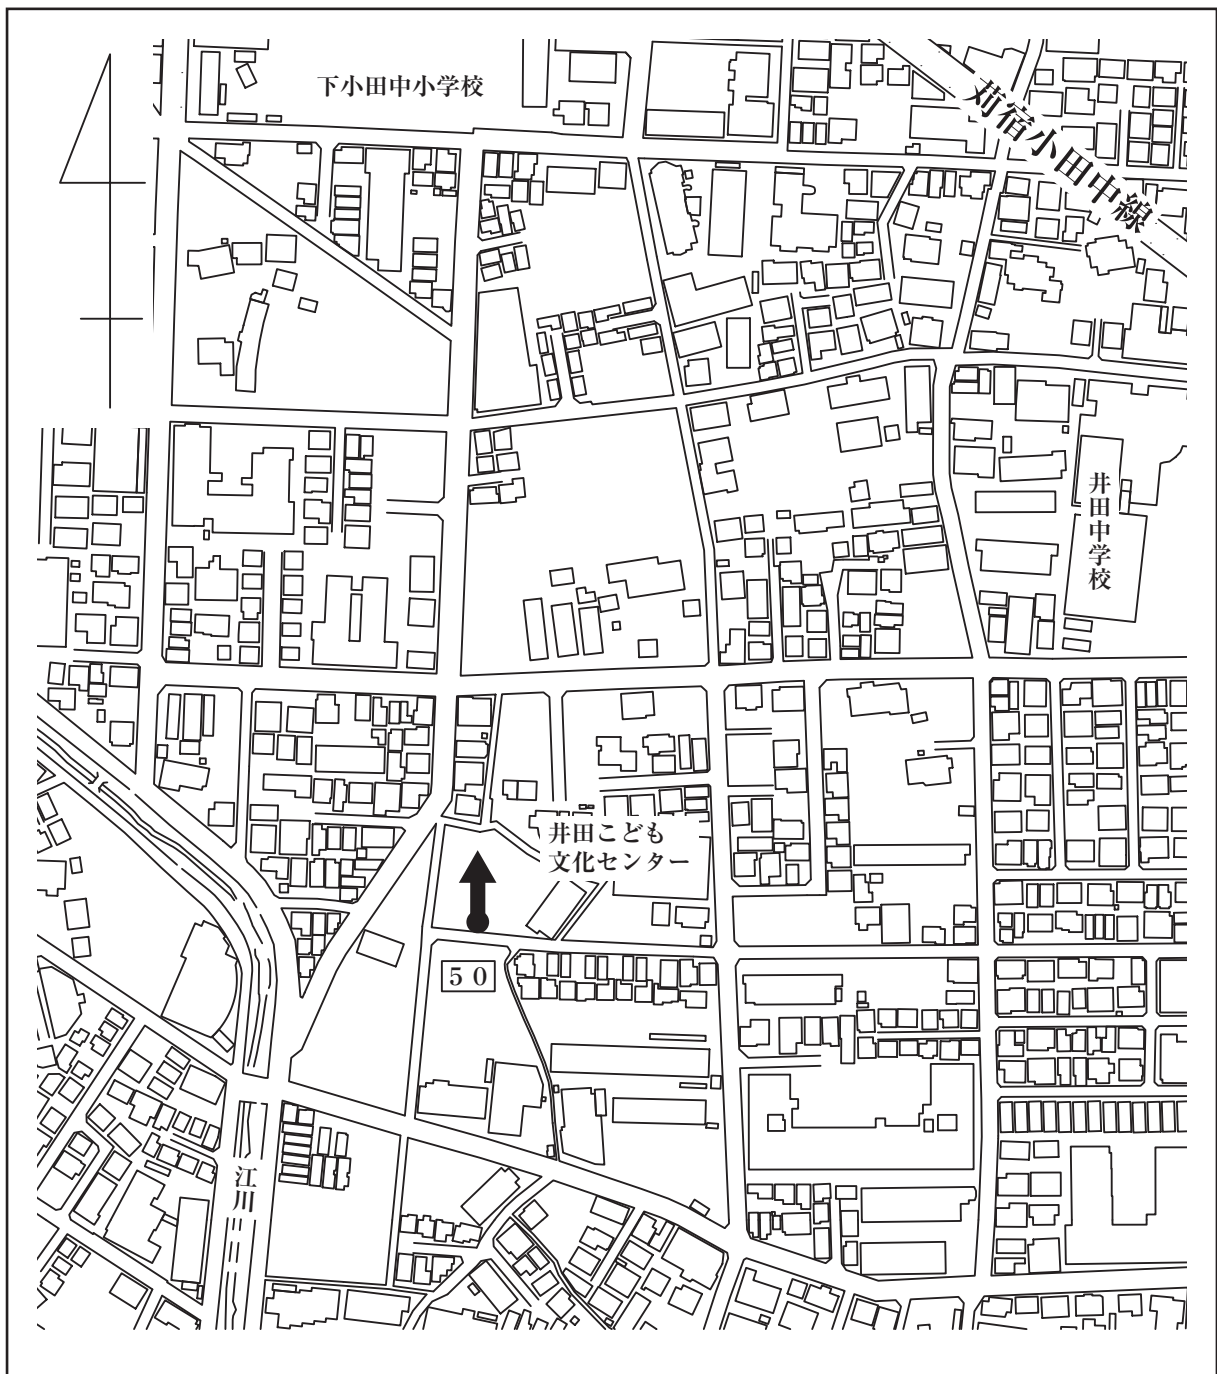 下小田中小学校
苅宿小田中線
井田中学校
井田こども
文化センター
50
江川